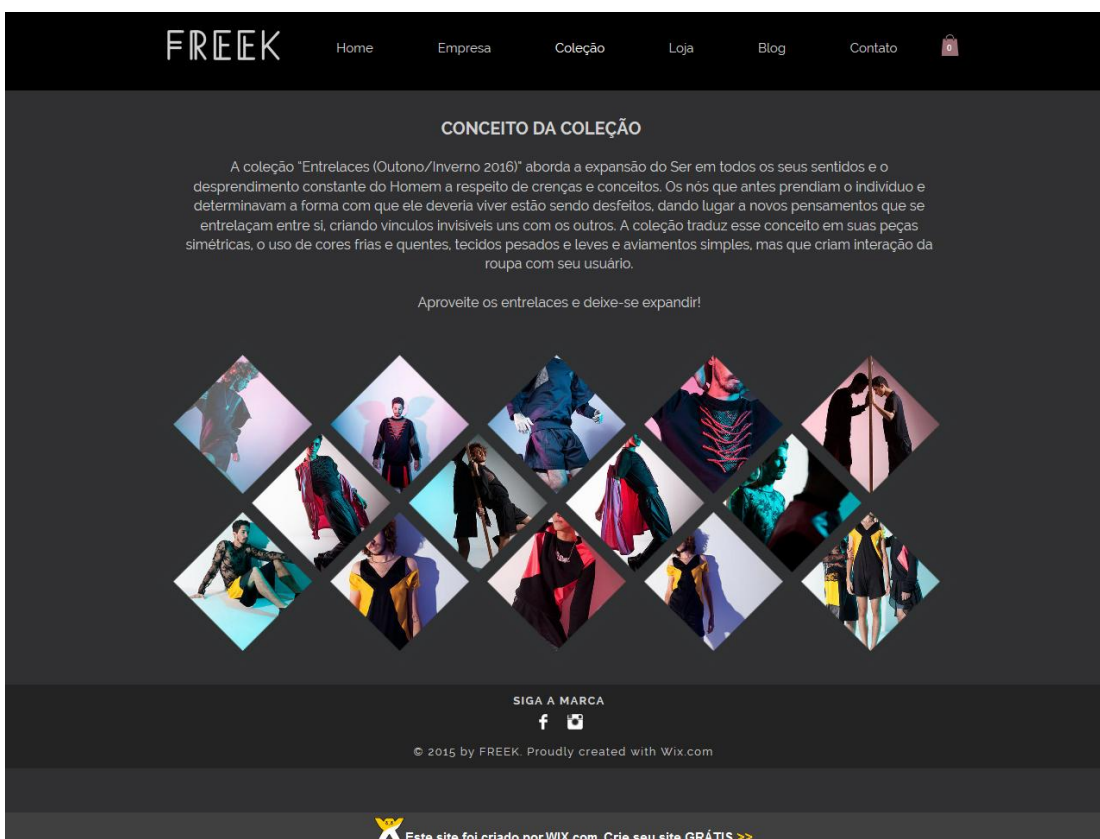 FREEK
Home Empresa Coleção Loja Blog Contato 0
CONCEITO DA COLEÇÃO
A coleção "Entrelaces (Outono/Inverno 2016)" aborda a expansão do Ser em todos os seus sentidos e o
desprendimento constante do Homem a respeito de crenças e conceitos. Os nós que antes prendiam o indivíduo e
determinavam a forma com que ele deveria viver estão sendo desfeitos, dando lugar a novos pensamentos que se
entrelaçam entre si, criando vínculos invisíveis uns com os outros. A coleção traduz esse conceito em suas peças
simétricas, o uso de cores frias e quentes, tecidos pesados e leves e aviamentos simples, mas que criam interação da
roupa com seu usuário.
Aproveite os entrelaces e deixe-se expandir!
SIGA A MARCA
© 2015 by FREEK. Proudly created with Wix.com
Este site foi criado por WIX.com. Crie seu site GRÁTIS >>